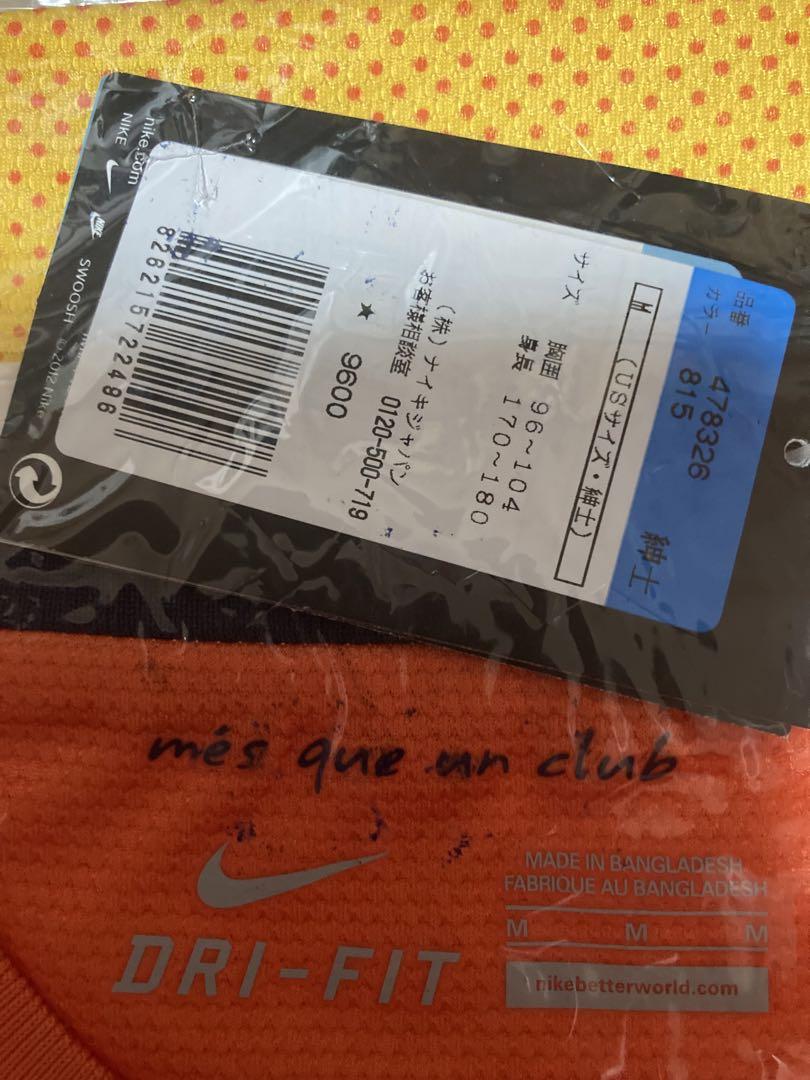 品番 478326
カラー 815
紳士
M (USサイズ・紳士)
サイズ
胸囲 96~104
身長 170~180
(株)ナイキジャパン
お客様相談室 0120-500-719
★ 9600
826215722486
nike.com
NIKE
SWOOSH ©2012 NIKE
més que un club
DRI-FIT
MADE IN BANGLADESH
FABRIQUE AU BANGLADESH
M M M
nikebetterworld.com